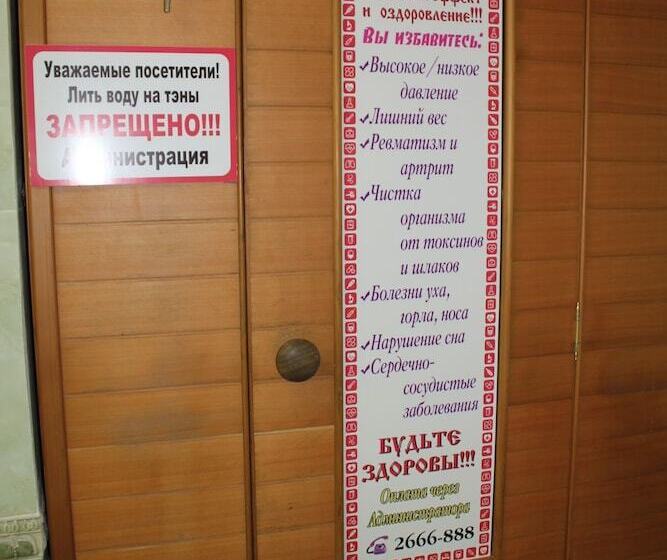 Уважаемые посетители!
Лить воду на тэны
ЗАПРЕЩЕНО!!!
Администрация
и оздоровление!!!
Вы избавитесь:
Высокое/низкое
давление
Лишний вес
Ревматизм и
артрит
Чистка
организма
от токсинов
и шлаков
Болезни уха,
горла, носа
Нарушение сна
Сердечно-
сосудистые
заболевания
БУДЬТЕ
ЗДОРОВЫ!!!
Оплата через
Администратора
2666-888